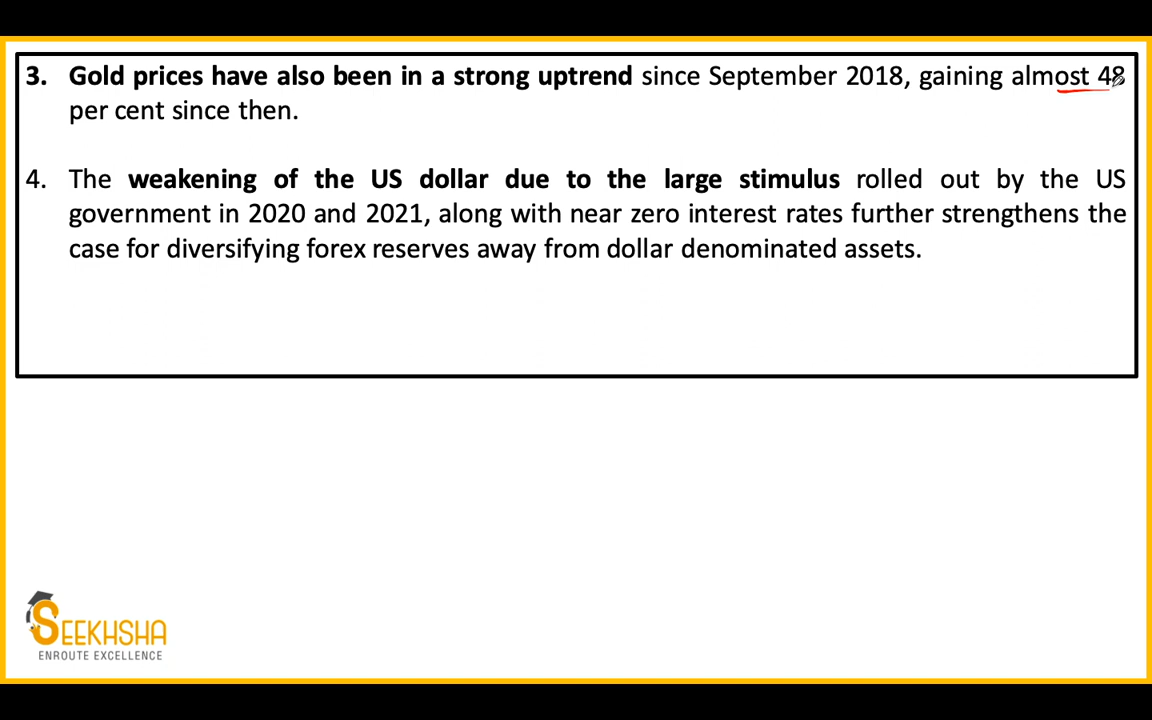 3. Gold prices have also been in a strong uptrend since September 2018, gaining almost 48
per cent since then.
4. The weakening of the US dollar due to the large stimulus rolled out by the US
government in 2020 and 2021, along with near zero interest rates further strengthens the
case for diversifying forex reserves away from dollar denominated assets.
SEEKHSHA
ENROUTE EXCELLENCE